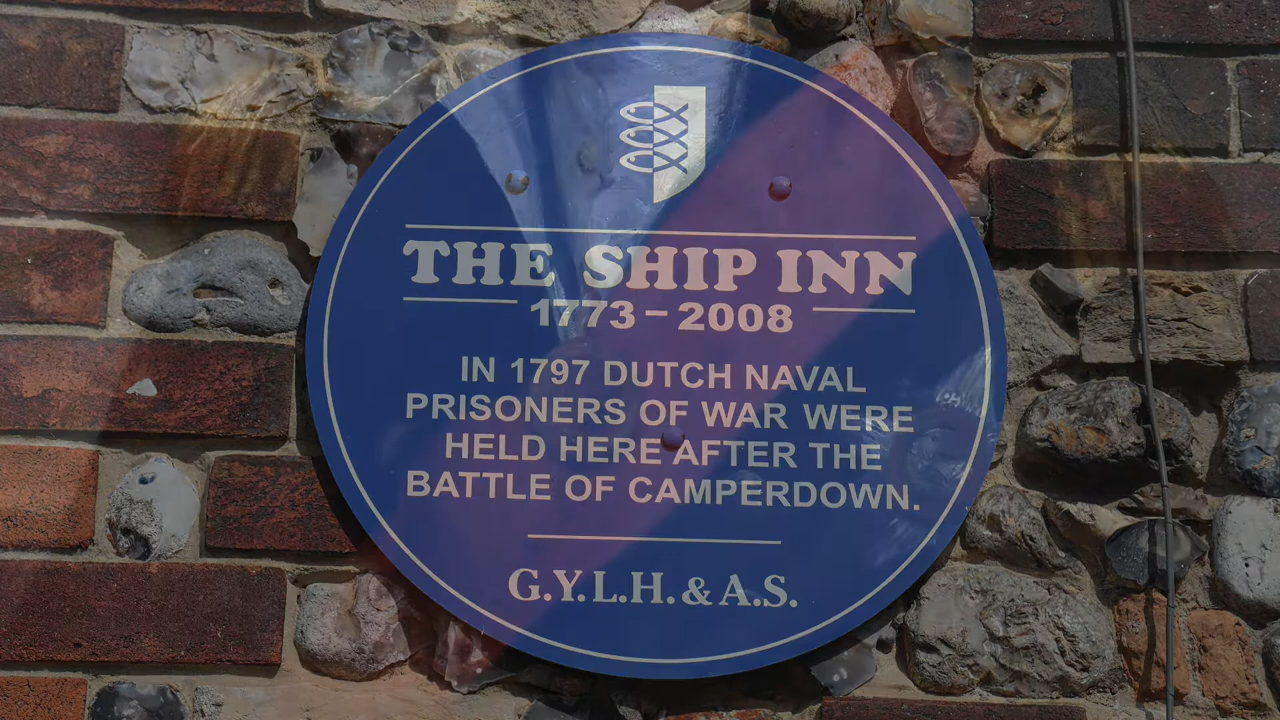 THE SHIP INN
1773-2008
IN 1797 DUTCH NAVAL
PRISONERS OF WAR WERE
HELD HERE AFTER THE
BATTLE OF CAMPERDOWN.
G.Y.L.H.&A.S.